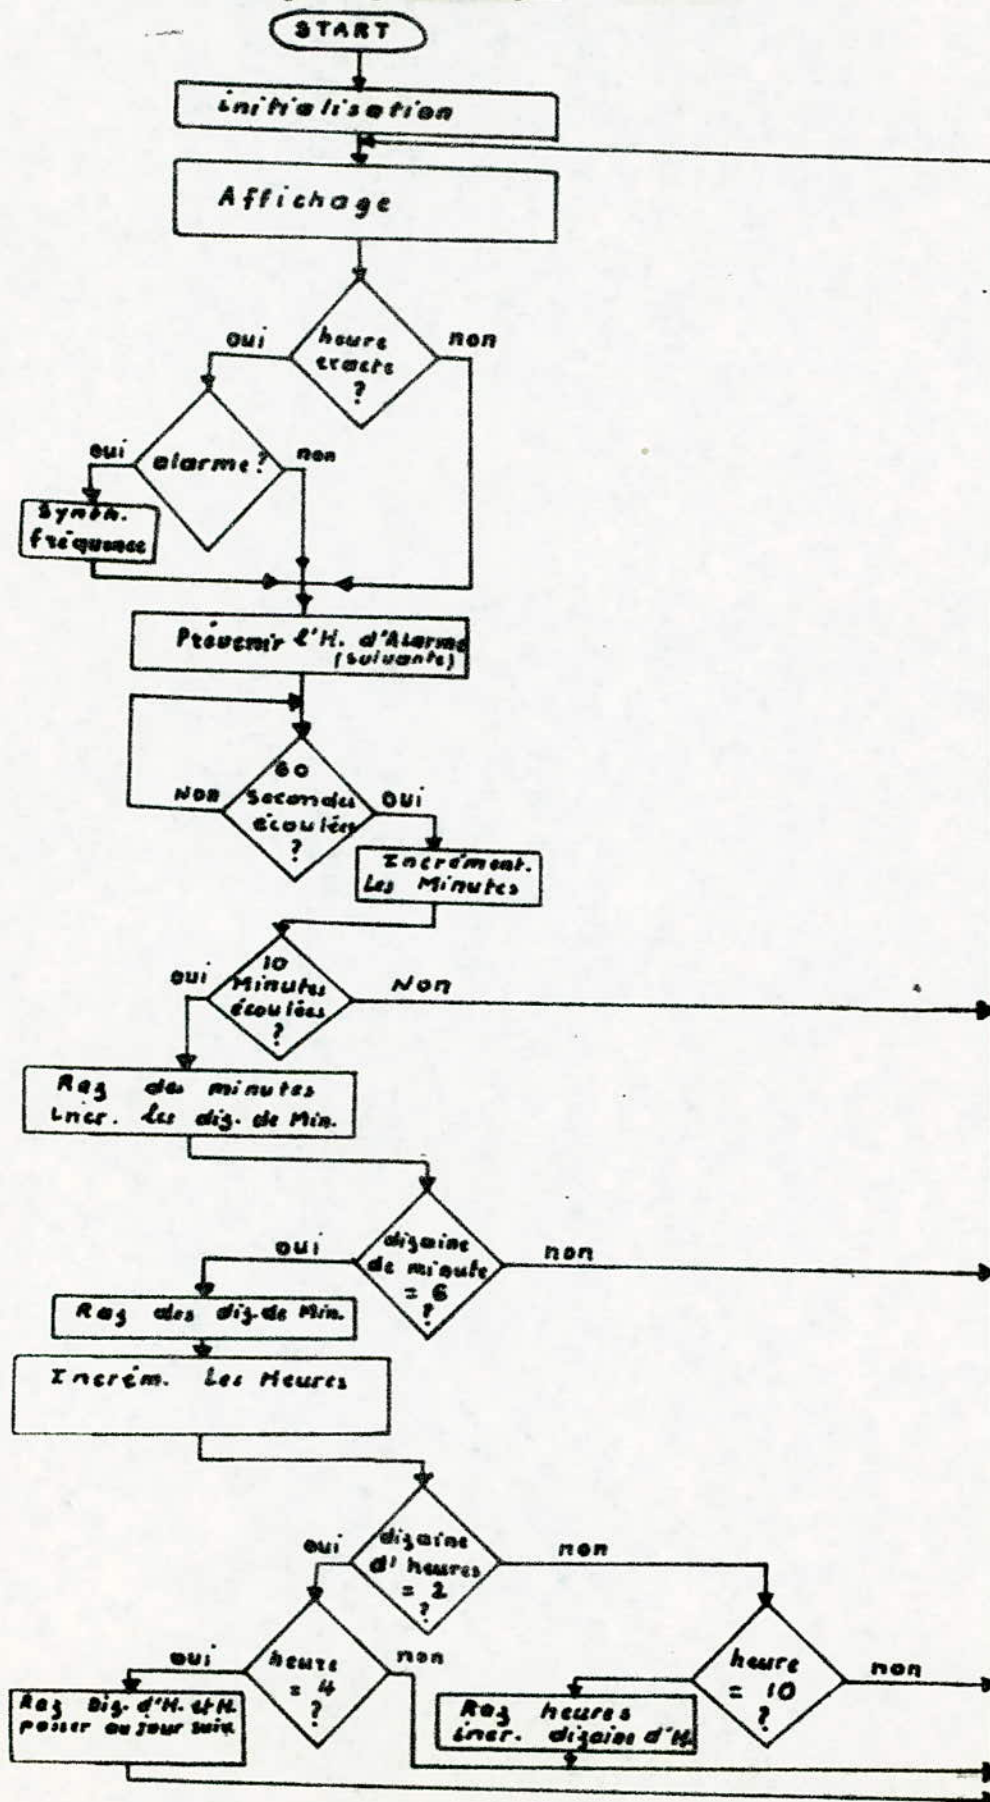 START
initialisation
Affichage
oui
heure
exacte
?
non
oui
alarme?
non
Synth.
fréquence
Prévenir l'H. d'Alarme
(suivante)
Non
60
Secondes
écoulées
?
OUI
Incrément.
Les Minutes
oui
10
Minutes
écoulées
?
Non
Raz des minutes
incr. les diz. de Min.
oui
dizaine
de minute
= 6
?
non
Raz des diz. de Min.
Incrém. Les Heures
oui
dizaine
d'heures
= 2
?
non
oui
heure
= 4
?
non
heure
= 10
?
non
Raz Diz. d'H. et H.
passer au jour suiv.
Raz heures
incr. dizaine d'H.